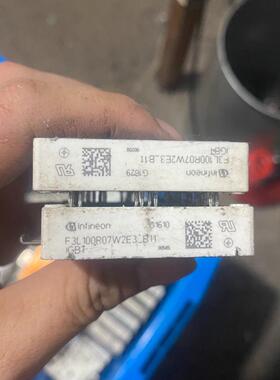 infineon
G1629
F3L100R07W2E3_B11
IGBT
infineon
G1610
F3L100R07W2E3_B11
IGBT